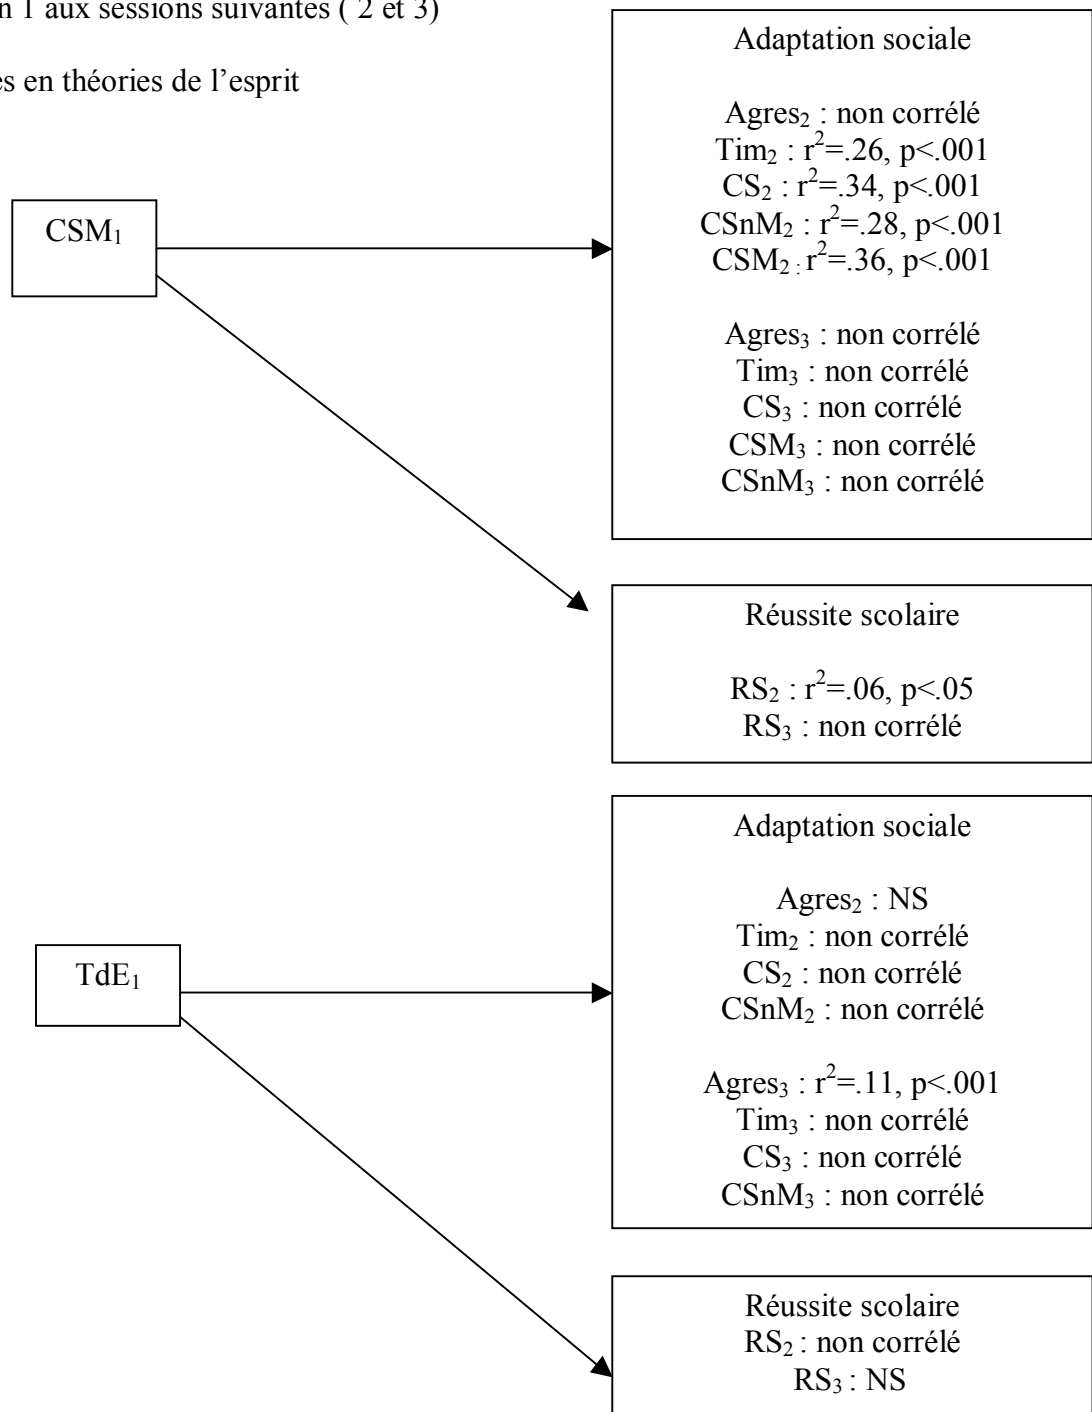 n 1 aux sessions suivantes ( 2 et 3)
es en théories de l'esprit
CSM₁
Adaptation sociale
Agres₂ : non corrélé
Tim₂ : r²=.26, p<.001
CS₂ : r²=.34, p<.001
CSnM₂ : r²=.28, p<.001
CSM₂ : r²=.36, p<.001
Agres₃ : non corrélé
Tim₃ : non corrélé
CS₃ : non corrélé
CSM₃ : non corrélé
CSnM₃ : non corrélé
Réussite scolaire
RS₂ : r²=.06, p<.05
RS₃ : non corrélé
TdE₁
Adaptation sociale
Agres₂ : NS
Tim₂ : non corrélé
CS₂ : non corrélé
CSnM₂ : non corrélé
Agres₃ : r²=.11, p<.001
Tim₃ : non corrélé
CS₃ : non corrélé
CSnM₃ : non corrélé
Réussite scolaire
RS₂ : non corrélé
RS₃ : NS